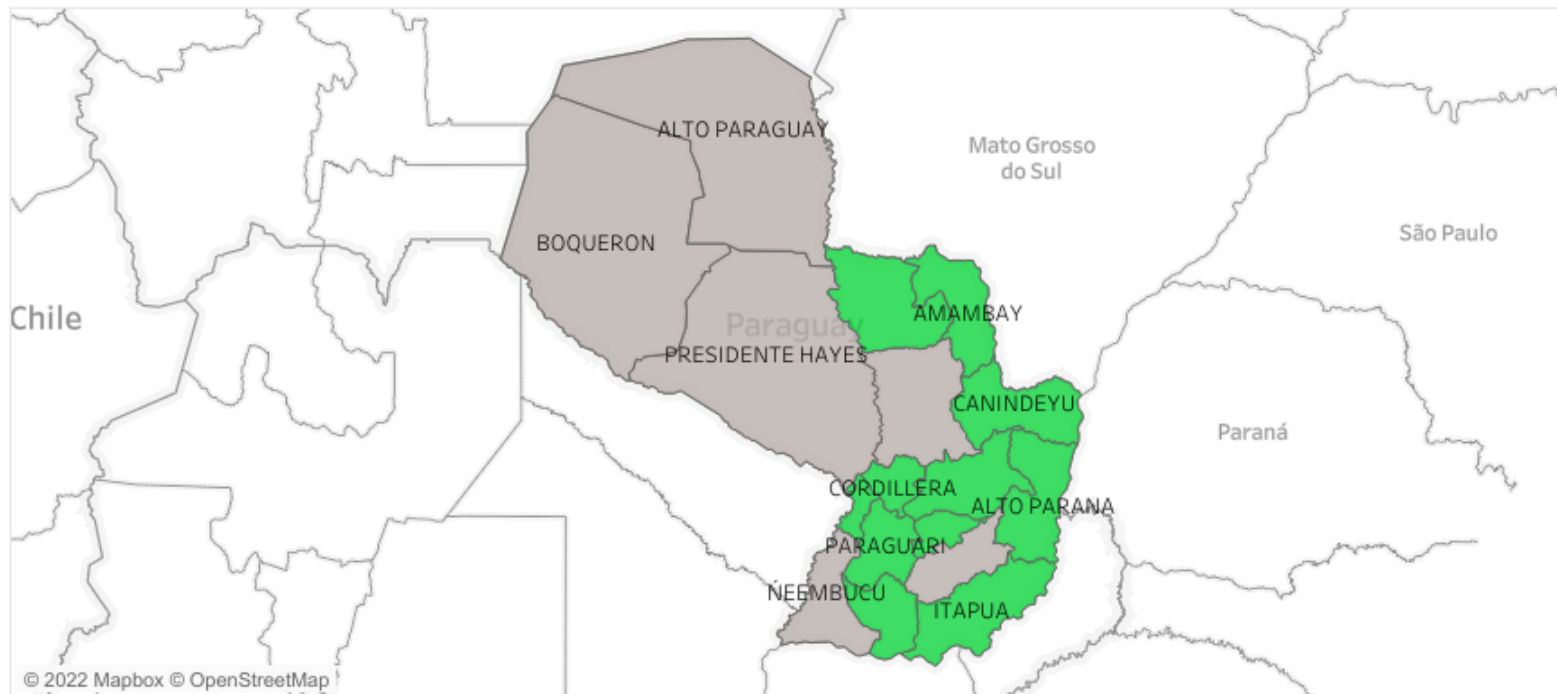 ALTO PARAGUAY
Mato Grosso
do Sul
BOQUERON
São Paulo
Chile
AMAMBAY
Paraguay
PRESIDENTE HAYES
CANINDEYU
Paraná
CORDILLERA
ALTO PARANA
PARAGUARI
ŃEEMBUCU
ITAPUA
© 2022 Mapbox © OpenStreetMap